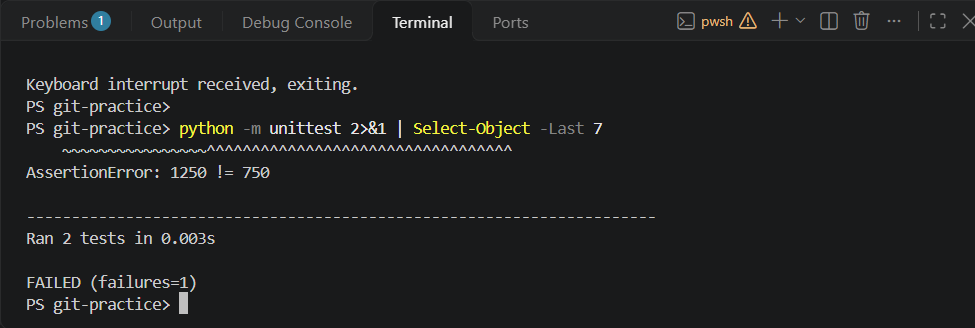 Problems 1 Output Debug Console Terminal Ports pwsh
Keyboard interrupt received, exiting.
PS git-practice>
PS git-practice> python -m unittest 2>&1 | Select-Object -Last 7
~~~~~~~~~~~~~~~~^^^^^^^^^^^^^^^^^^^^^^^^^^^^^^^^^^
AssertionError: 1250 != 750
----------------------------------------------------------------------
Ran 2 tests in 0.003s
FAILED (failures=1)
PS git-practice>